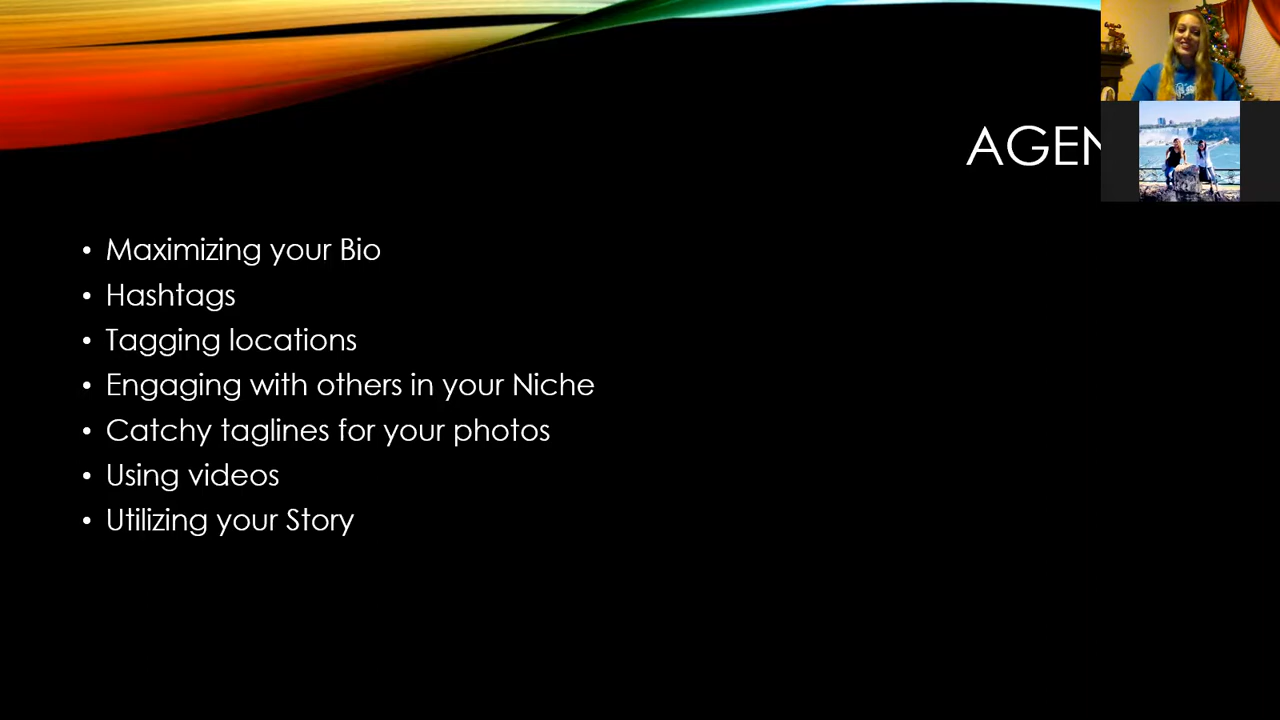 AGEN
• Maximizing your Bio
• Hashtags
• Tagging locations
• Engaging with others in your Niche
• Catchy taglines for your photos
• Using videos
• Utilizing your Story